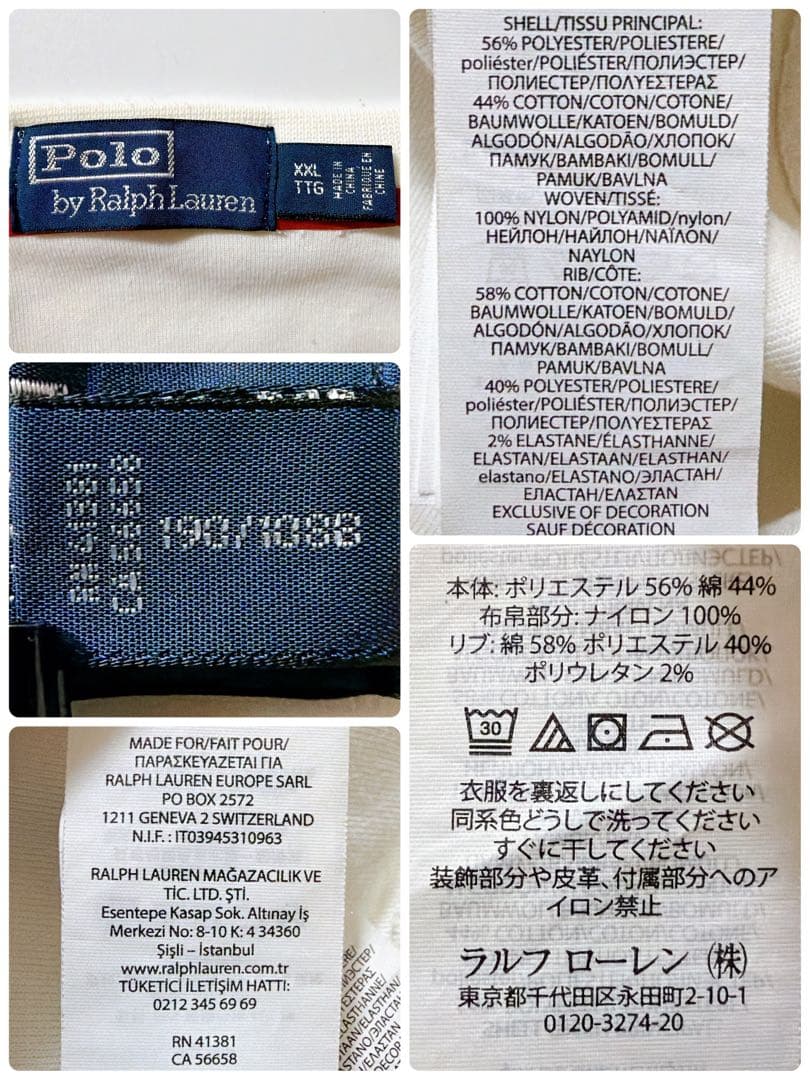 Polo
by Ralph Lauren
XXL
TTG
MADE IN
CHINA
FABRIQUE EN
CHINE
RN 41381
CA 56658
190/108B
MADE FOR/FAIT POUR/
ΠΑΡΑΣΚΕΥΑΖΕΤΑΙ ΓΙΑ
RALPH LAUREN EUROPE SARL
PO BOX 2572
1211 GENEVA 2 SWITZERLAND
N.I.F.: IT03945310963
RALPH LAUREN MAĞAZACILIK VE
TİC. LTD. ŞTİ.
Esentepe Kasap Sok. Altınay İş
Merkezi No: 8-10 K: 4 34360
Şişli – İstanbul
www.ralphlauren.com.tr
TÜKETİCİ İLETİŞİM HATTI:
0212 345 69 69
RN 41381
CA 56658
SHELL/TISSU PRINCIPAL:
56% POLYESTER/POLIESTERE/
poliéster/POLIÉSTER/ПОЛИЭСТЕР/
ПОЛИЕСТЕР/ΠΟΛΥΕΣΤΕΡΑΣ
44% COTTON/COTON/COTONE/
BAUMWOLLE/KATOEN/BOMULD/
ALGODÓN/ALGODÃO/ХЛОПОК/
ПАМУК/ΒΑΜΒΑΚΙ/BOMULL/
PAMUK/BAVLNA
WOVEN/TISSÉ:
100% NYLON/POLYAMID/nylon/
НЕЙЛОН/НАЙЛОН/ΝΑΪΛΟΝ/
NAYLON
RIB/CÔTE:
58% COTTON/COTON/COTONE/
BAUMWOLLE/KATOEN/BOMULD/
ALGODÓN/ALGODÃO/ХЛОПОК/
ПАМУК/ΒΑΜΒΑΚΙ/BOMULL/
PAMUK/BAVLNA
40% POLYESTER/POLIESTERE/
poliéster/POLIÉSTER/ПОЛИЭСТЕР/
ПОЛИЕСТЕР/ΠΟΛΥΕΣΤΕΡΑΣ
2% ELASTANE/ÉLASTHANNE/
ELASTAN/ELASTAAN/ELASTHAN/
elastano/ELASTANO/ЭЛАСТАН/
ЕЛАСТАН/ΕΛΑΣΤΑΝ
EXCLUSIVE OF DECORATION
SAUF DÉCORATION
本体: ポリエステル 56% 綿 44%
布帛部分: ナイロン 100%
リブ: 綿 58% ポリエステル 40%
ポリウレタン 2%
30
衣服を裏返しにしてください
同系色どうしで洗ってください
すぐに干してください
装飾部分や皮革、付属部分へのア
イロン禁止
ラルフ ローレン ㈱
東京都千代田区永田町2-10-1
0120-3274-20